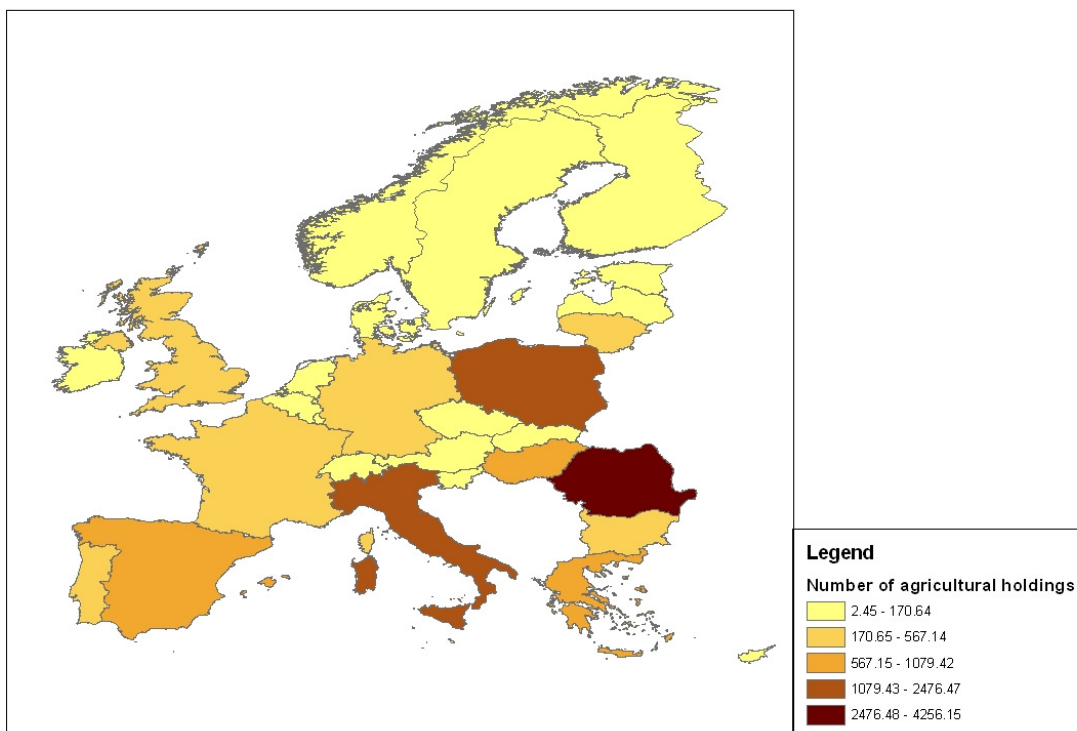 Legend
Number of agricultural holdings
2.45 - 170.64
170.65 - 567.14
567.15 - 1079.42
1079.43 - 2476.47
2476.48 - 4256.15